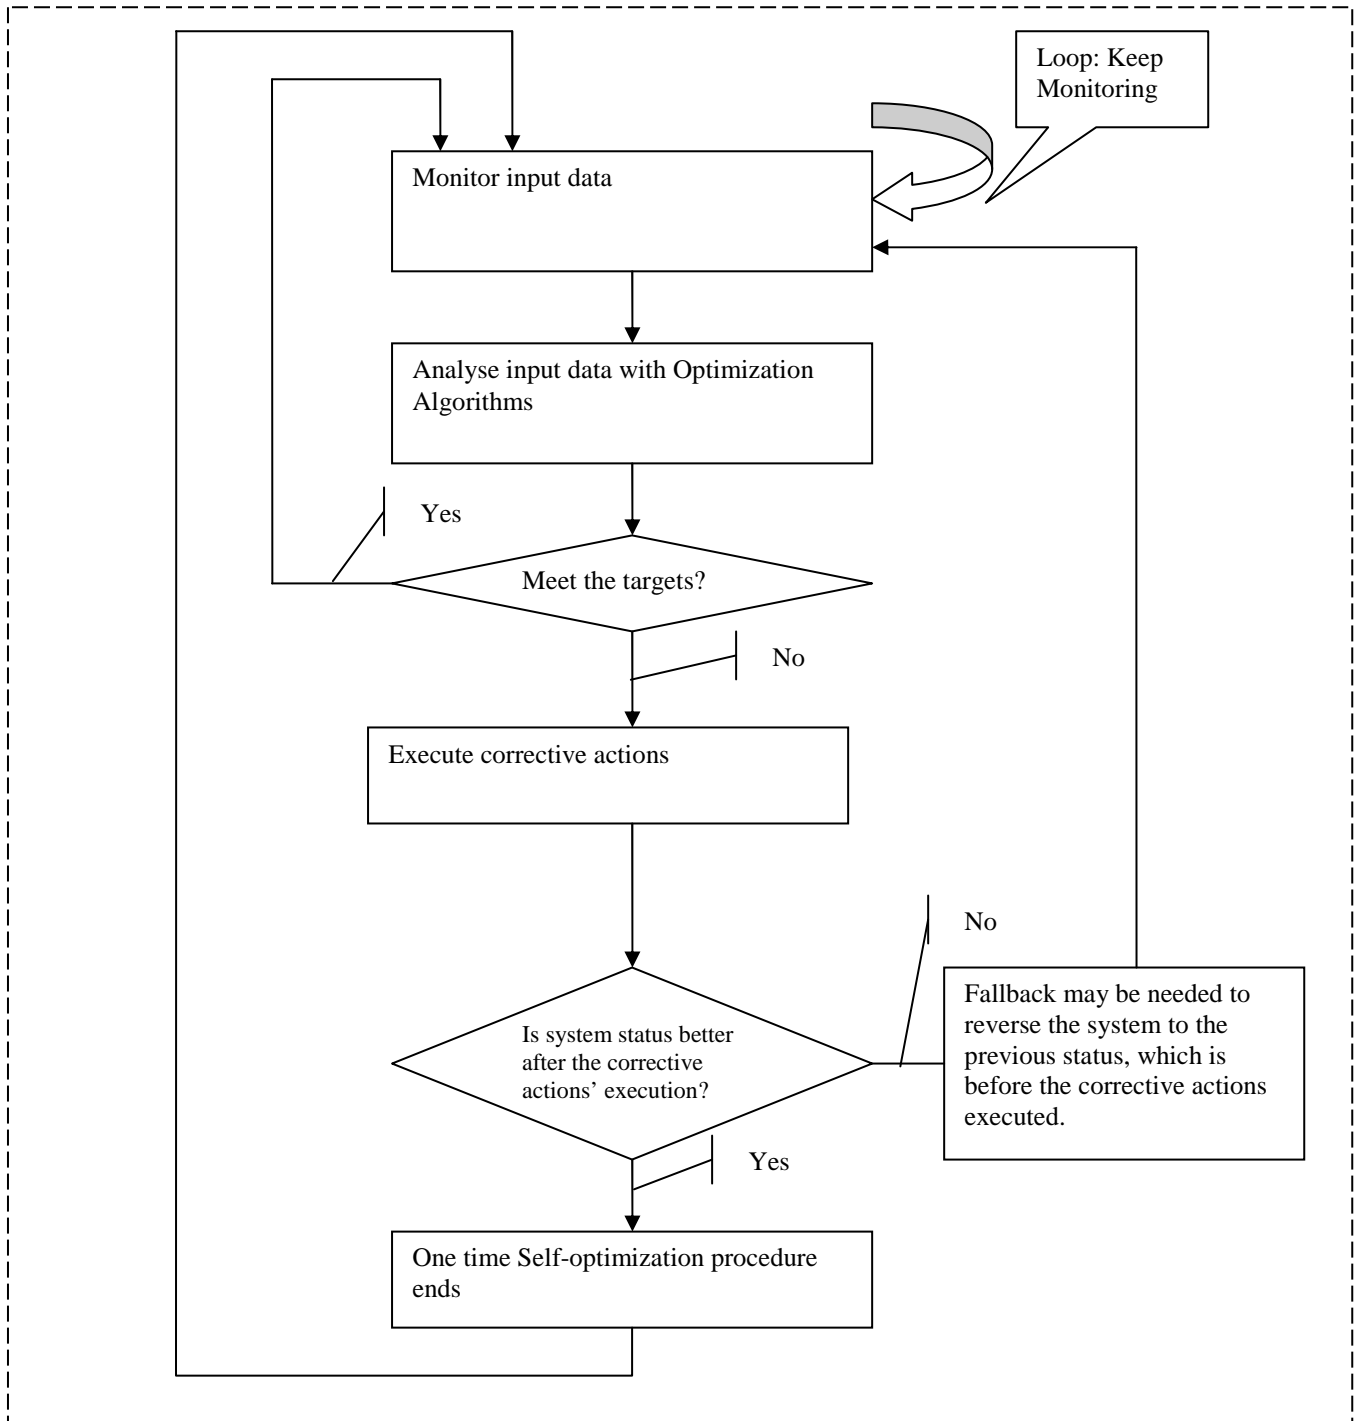 Loop: Keep
Monitoring
Monitor input data
Analyse input data with Optimization
Algorithms
Yes
Meet the targets?
No
Execute corrective actions
No
Fallback may be needed to
reverse the system to the
previous status, which is
before the corrective actions
executed.
Is system status better
after the corrective
actions’ execution?
Yes
One time Self-optimization procedure
ends